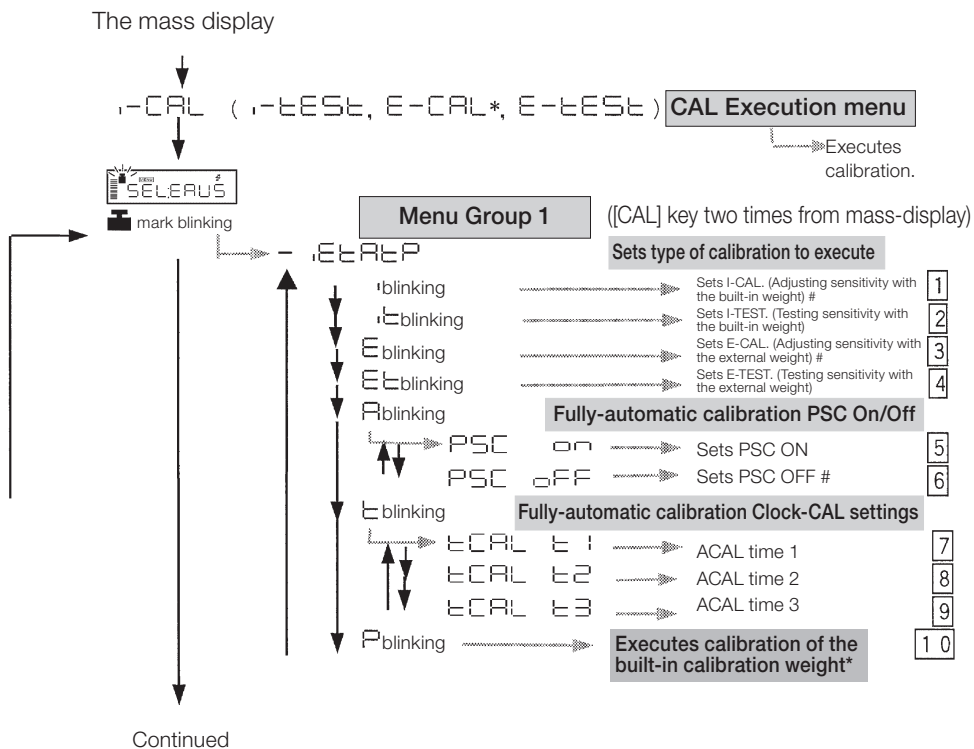 The mass display
i-CAL ( i-tESt, E-CAL*, E-tESt ) CAL Execution menu
Executes
calibration.
SEL:EAUS
mark blinking
Menu Group 1 ([CAL] key two times from mass-display)
- iEtAtP Sets type of calibration to execute
i blinking Sets I-CAL. (Adjusting sensitivity with
the built-in weight) # 1
it blinking Sets I-TEST. (Testing sensitivity with
the built-in weight) 2
E blinking Sets E-CAL. (Adjusting sensitivity with
the external weight) # 3
Et blinking Sets E-TEST. (Testing sensitivity with
the external weight) 4
A blinking Fully-automatic calibration PSC On/Off
PSC on Sets PSC ON 5
PSC oFF Sets PSC OFF # 6
t blinking Fully-automatic calibration Clock-CAL settings
tCAL t1 ACAL time 1 7
tCAL t2 ACAL time 2 8
tCAL t3 ACAL time 3 9
P blinking Executes calibration of the
built-in calibration weight* 10
Continued